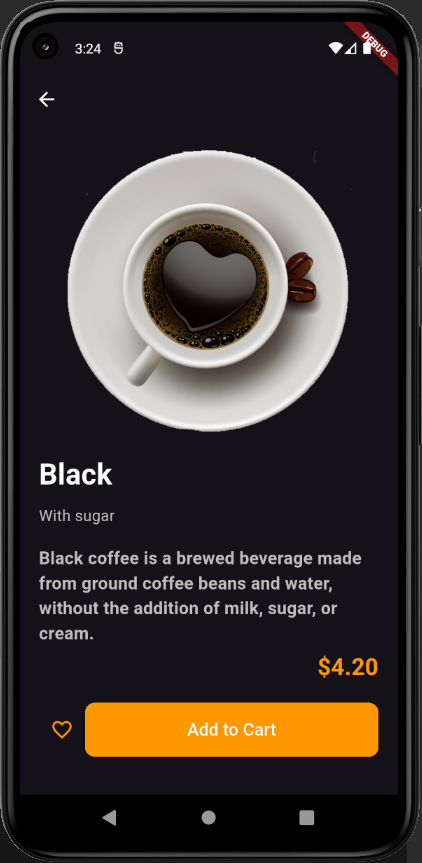 3:24
DEBUG
Black
With sugar
Black coffee is a brewed beverage made
from ground coffee beans and water,
without the addition of milk, sugar, or
cream.
$4.20
Add to Cart